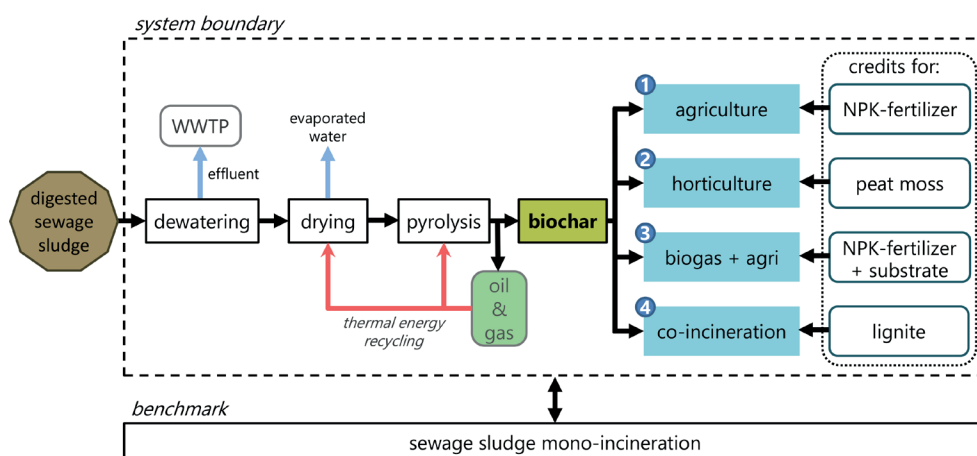 system boundary
credits for:
1
agriculture
NPK-fertilizer
WWTP
evaporated
water
effluent
2
horticulture
peat moss
digested
sewage
sludge
dewatering
drying
pyrolysis
biochar
3
biogas + agri
NPK-fertilizer
+ substrate
oil
&
gas
thermal energy
recycling
4
co-incineration
lignite
benchmark
sewage sludge mono-incineration